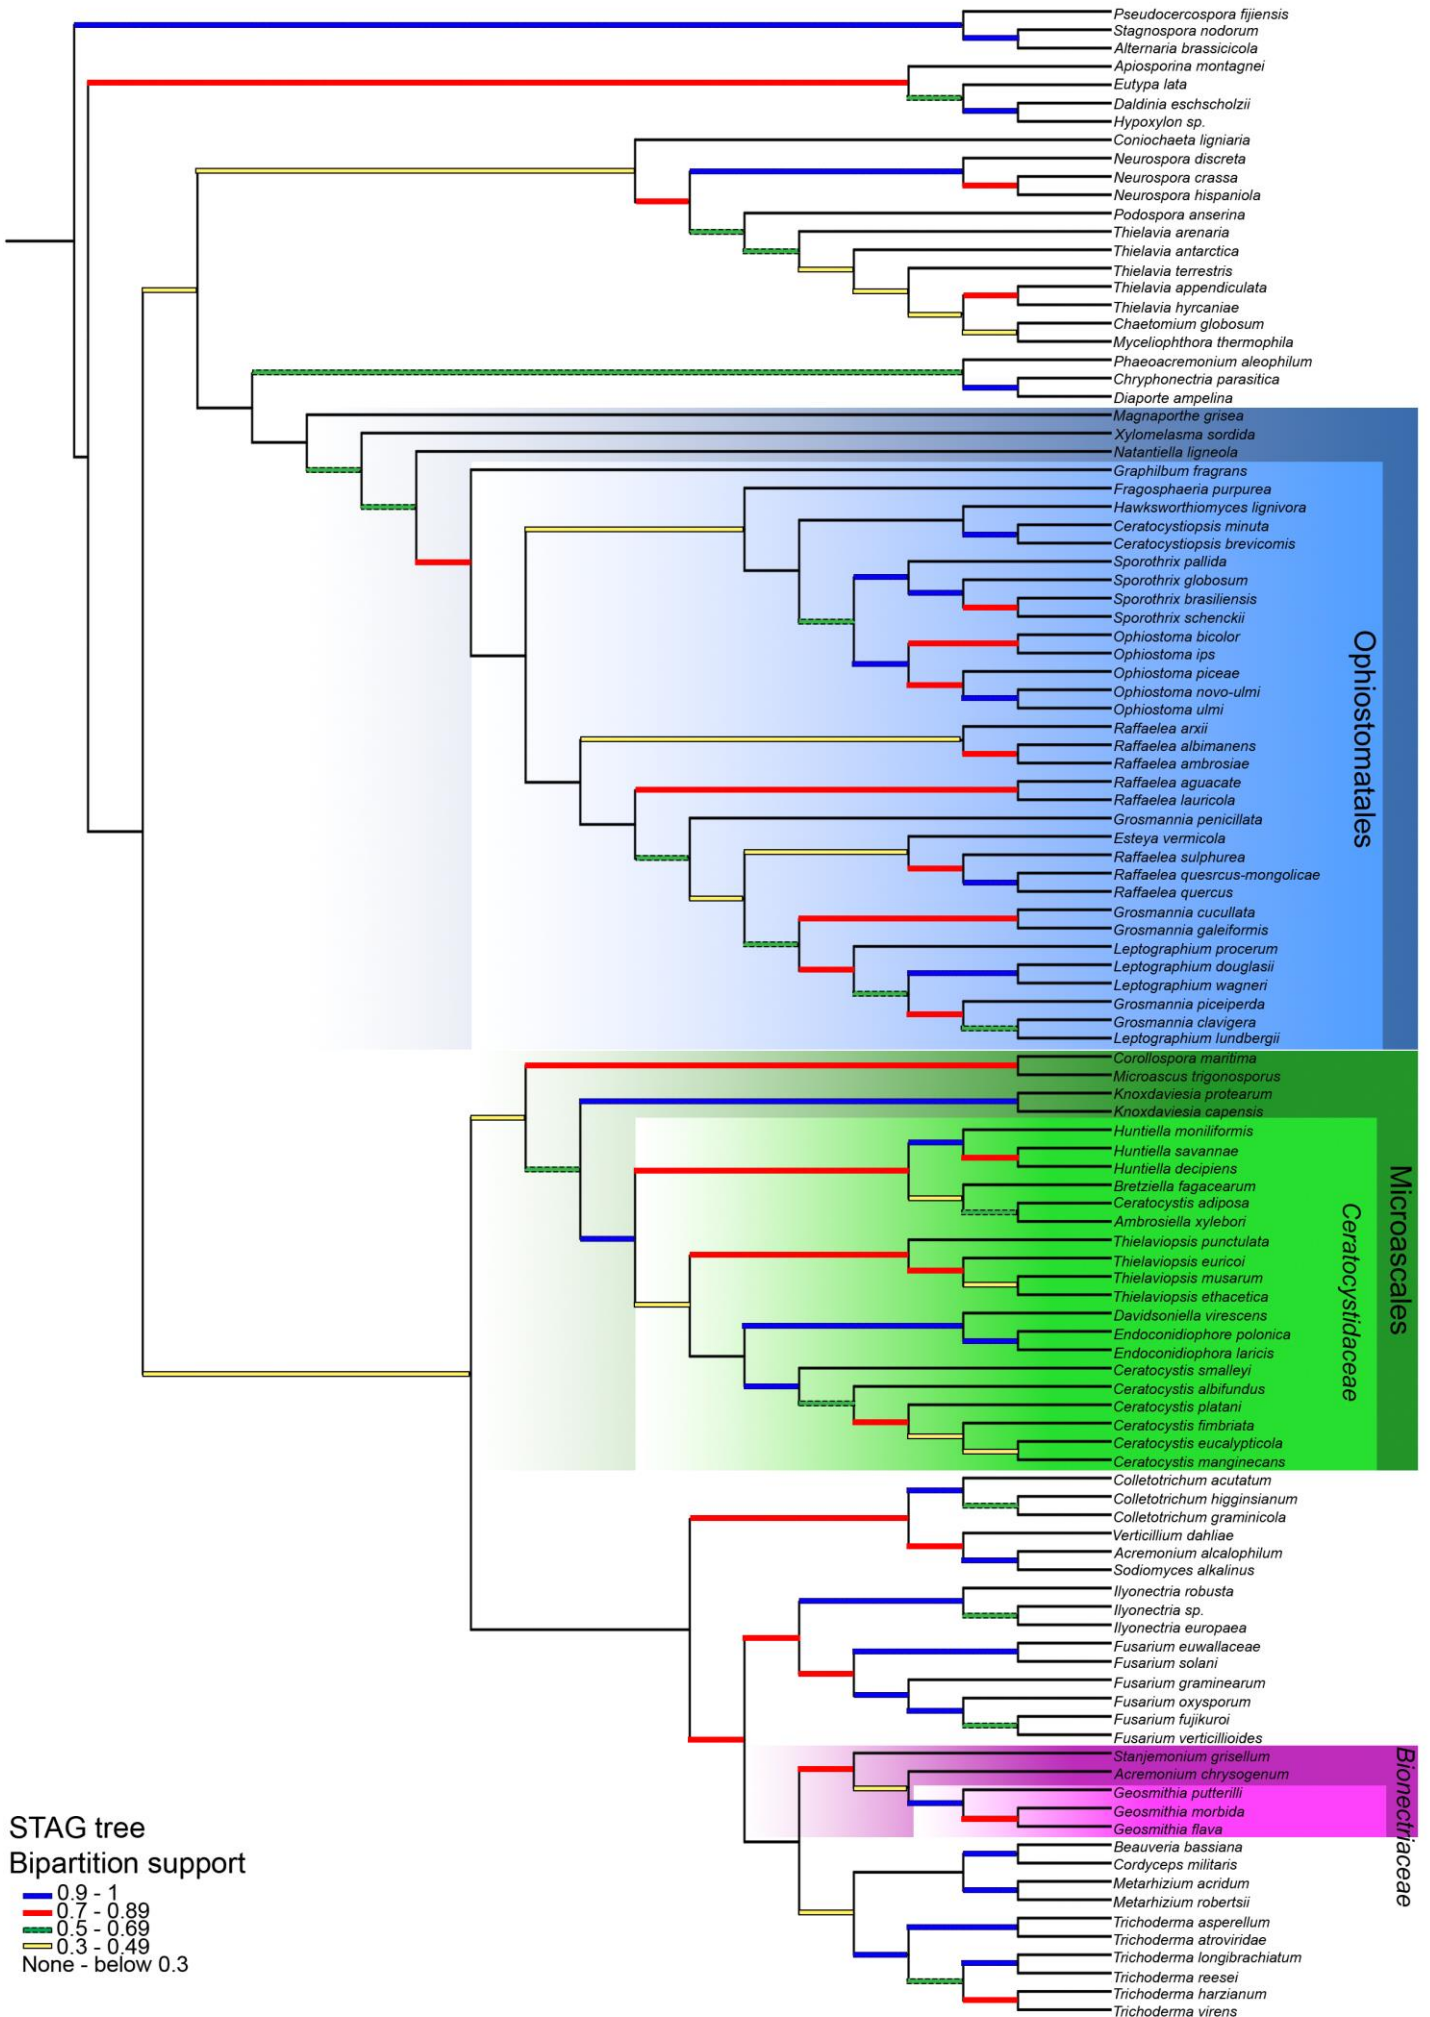 Pseudocercospora fijiensis
Stagnospora nodorum
Alternaria brassicicola
Apiosporina montagnei
Eutypa lata
Daldinia eschscholzii
Hypoxylon sp.
Coniochaeta ligniaria
Neurospora discreta
Neurospora crassa
Neurospora hispaniola
Podospora anserina
Thielavia arenaria
Thielavia antarctica
Thielavia terrestris
Thielavia appendiculata
Thielavia hyrcaniae
Chaetomium globosum
Myceliophthora thermophila
Phaeoacremonium aleophilum
Chryphonectria parasitica
Diaporte ampelina
Magnaporthe grisea
Xylomelasma sordida
Natantiella ligneola
Graphilbum fragrans
Fragosphaeria purpurea
Hawksworthiomyces lignivora
Ceratocystiopsis minuta
Ceratocystiopsis brevicomis
Sporothrix pallida
Sporothrix globosum
Sporothrix brasiliensis
Sporothrix schenckii
Ophiostoma bicolor
Ophiostoma ips
Ophiostoma piceae
Ophiostoma novo-ulmi
Ophiostoma ulmi
Raffaelea arxii
Raffaelea albimanens
Raffaelea ambrosiae
Raffaelea aguacate
Raffaelea lauricola
Grosmannia penicillata
Esteya vermicola
Raffaelea sulphurea
Raffaelea quesrcus-mongolicae
Raffaelea quercus
Grosmannia cucullata
Grosmannia galeiformis
Leptographium procerum
Leptographium douglasii
Leptographium wagneri
Grosmannia piceiperda
Grosmannia clavigera
Leptographium lundbergii
Ophiostomatales
Corollospora maritima
Microascus trigonosporus
Knoxdaviesia protearum
Knoxdaviesia capensis
Huntiella moniliformis
Huntiella savannae
Huntiella decipiens
Bretziella fagacearum
Ceratocystis adiposa
Ambrosiella xylebori
Thielaviopsis punctulata
Thielaviopsis euricoi
Thielaviopsis musarum
Thielaviopsis ethacetica
Davidsoniella virescens
Endoconidiophore polonica
Endoconidiophora laricis
Ceratocystis smalleyi
Ceratocystis albifundus
Ceratocystis platani
Ceratocystis fimbriata
Ceratocystis eucalypticola
Ceratocystis manginecans
Ceratocystidaceae
Microascales
Colletotrichum acutatum
Colletotrichum higginsianum
Colletotrichum graminicola
Verticillium dahliae
Acremonium alcalophilum
Sodiomyces alkalinus
Ilyonectria robusta
Ilyonectria sp.
Ilyonectria europaea
Fusarium euwallaceae
Fusarium solani
Fusarium graminearum
Fusarium oxysporum
Fusarium fujikuroi
Fusarium verticillioides
Stanjemonium grisellum
Acremonium chrysogenum
Geosmithia putterilli
Geosmithia morbida
Geosmithia flava
Bionectriaceae
Beauveria bassiana
Cordyceps militaris
Metarhizium acridum
Metarhizium robertsii
Trichoderma asperellum
Trichoderma atroviridae
Trichoderma longibrachiatum
Trichoderma reesei
Trichoderma harzianum
Trichoderma virens
STAG tree
Bipartition support
0.9 - 1
0.7 - 0.89
0.5 - 0.69
0.3 - 0.49
None - below 0.3